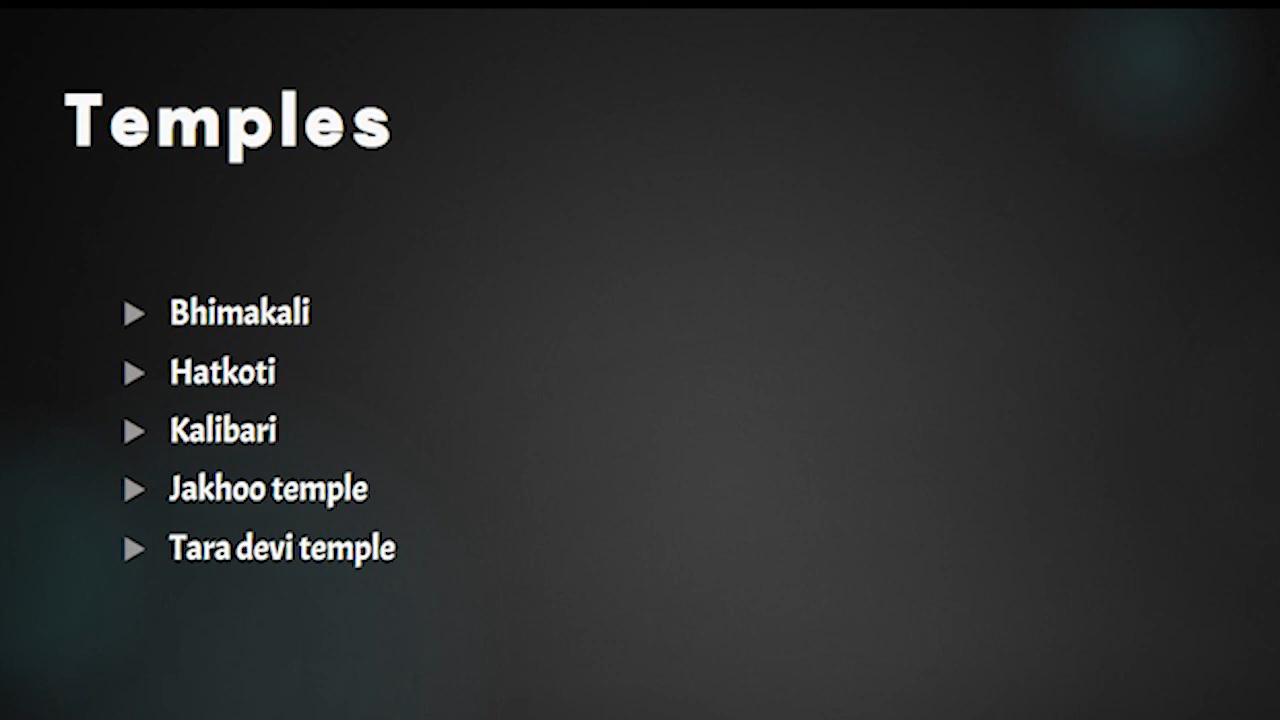 Temples
Bhimakali
Hatkoti
Kalibari
Jakhoo temple
Tara devi temple